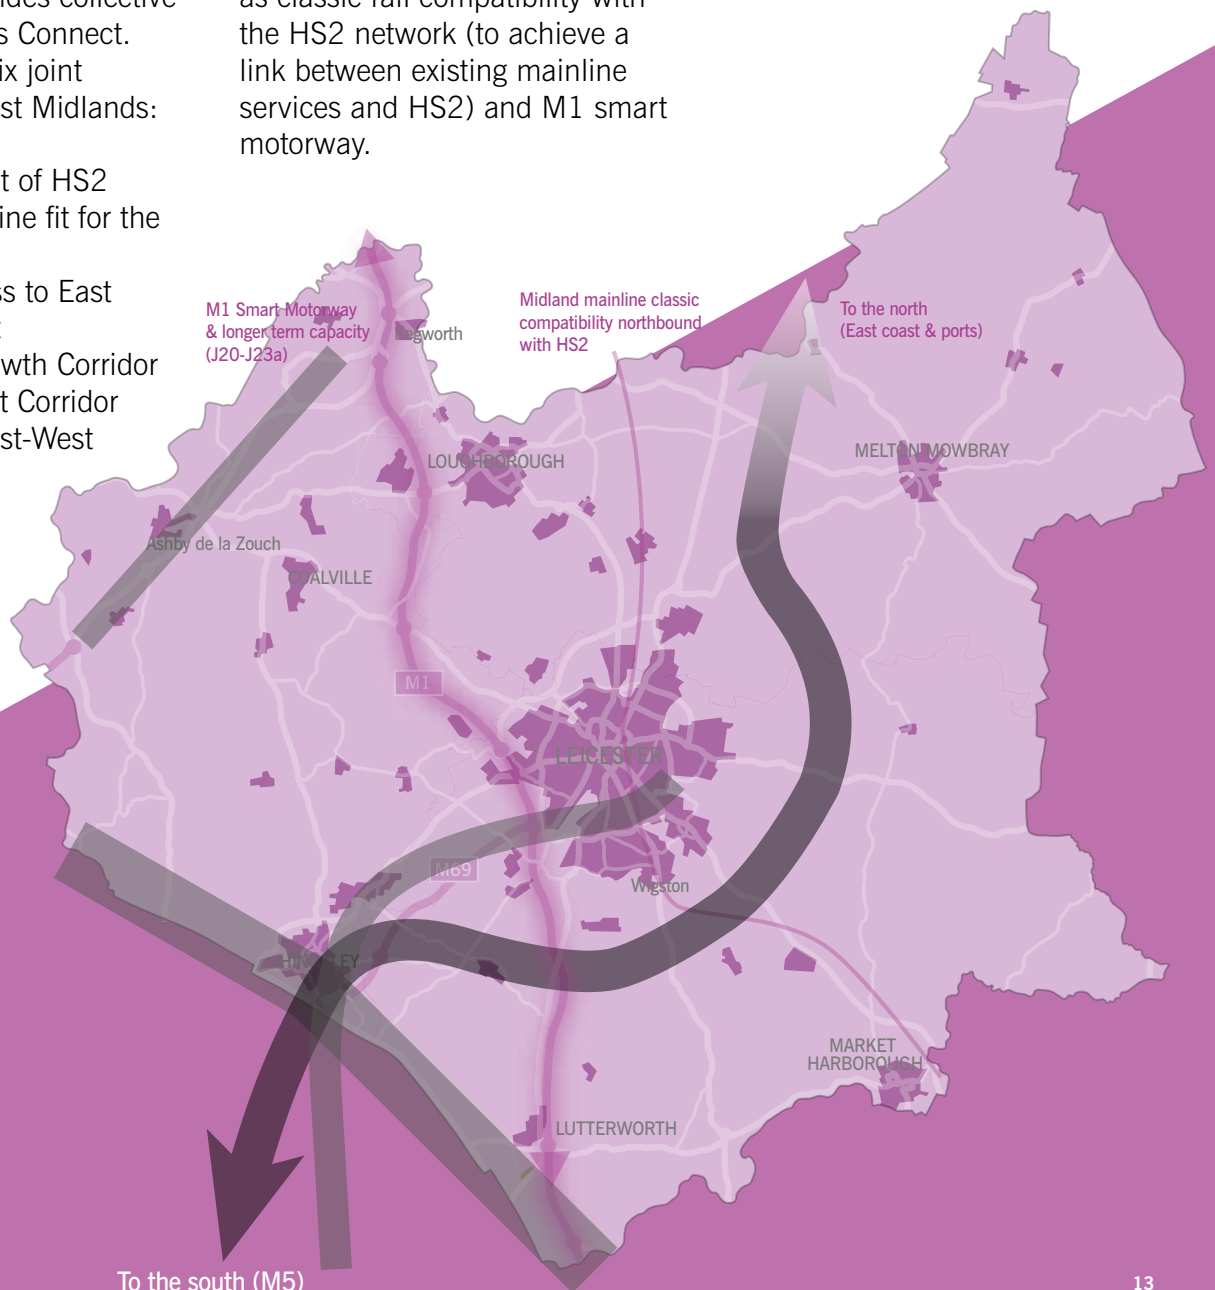 ides collective
s Connect.
ix joint
st Midlands:
t of HS2
ine fit for the
ss to East
wth Corridor
t Corridor
st-West
as classic rail compatibility with
the HS2 network (to achieve a
link between existing mainline
services and HS2) and M1 smart
motorway.
M1 Smart Motorway
& longer term capacity
(J20-J23a)
Kegworth
Midland mainline classic
compatibility northbound
with HS2
To the north
(East coast & ports)
LOUGHBOROUGH
MELTON MOWBRAY
Ashby de la Zouch
COALVILLE
M1
LEICESTER
M69
Wigston
HINCKLEY
MARKET
HARBOROUGH
LUTTERWORTH
To the south (M5)
13